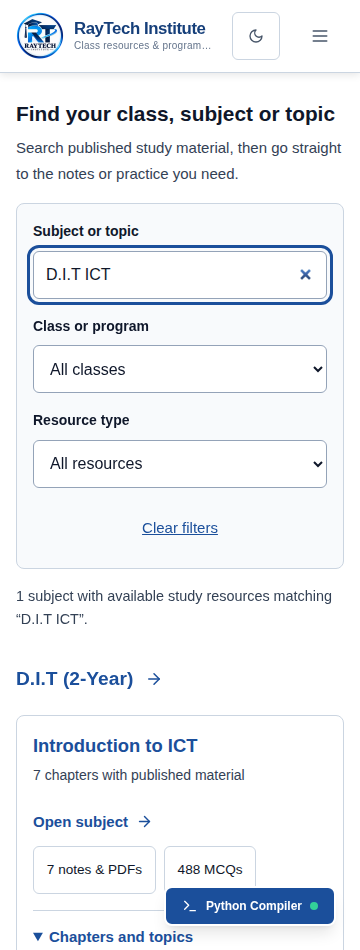 RT
RAYTECH
RayTech Institute
Class resources & program…
Find your class, subject or topic
Search published study material, then go straight
to the notes or practice you need.
Subject or topic
D.I.T ICT
Class or program
All classes
Resource type
All resources
Clear filters
1 subject with available study resources matching
“D.I.T ICT”.
D.I.T (2-Year)
Introduction to ICT
7 chapters with published material
Open subject
7 notes & PDFs
488 MCQs
Python Compiler
Chapters and topics